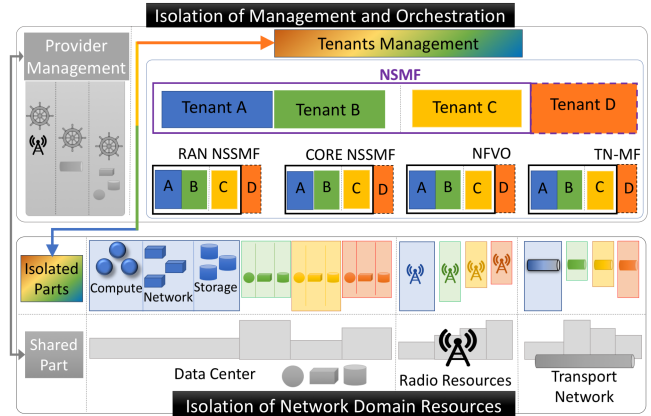 Isolation of Management and Orchestration
Provider
Management
Tenants Management
NSMF
Tenant A
Tenant B
Tenant C
Tenant D
RAN NSSMF
CORE NSSMF
NFVO
TN-MF
A B C D
A B C D
A B C D
A B C D
Isolated
Parts
Compute
Network
Storage
Shared
Part
Data Center
Radio Resources
Transport
Network
Isolation of Network Domain Resources